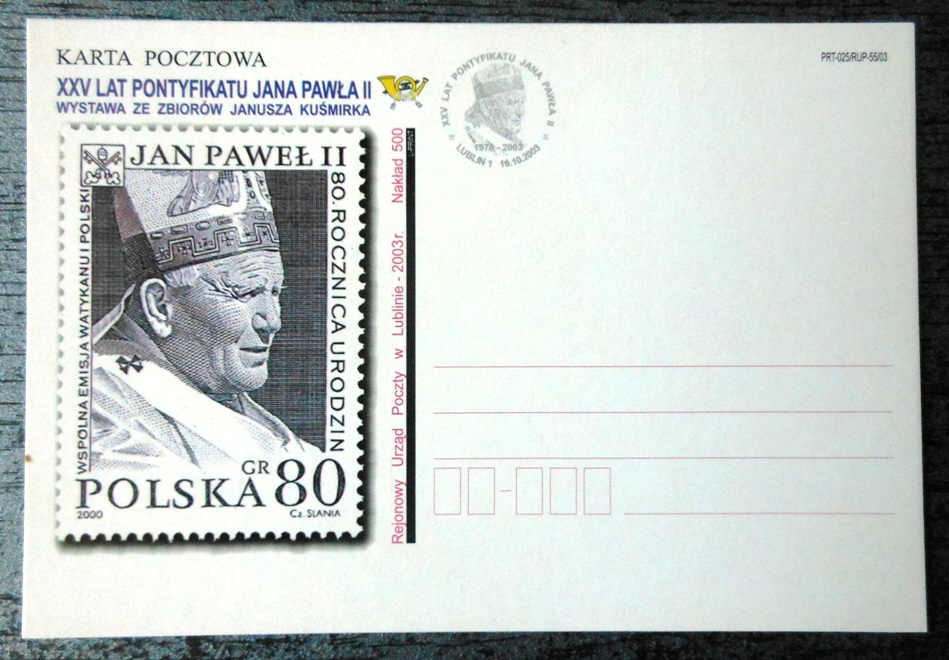 KARTA POCZTOWA
XXV LAT PONTYFIKATU JANA PAWŁA II
WYSTAWA ZE ZBIORÓW JANUSZA KUŚMIRKA
JAN PAWEŁ II
80. ROCZNICA URODZIN
WSPÓLNA EMISJA WATYKANU I POLSKI
GR
POLSKA 80
2000
Cz. SŁANIA
Rejonowy Urząd Poczty w Lublinie - 2003r. Nakład 500
U-PRINT
XXV LAT PONTYFIKATU JANA PAWŁA II
1978 - 2003
LUBLIN 1 16.10.2003
PRT-025/RUP-55/03